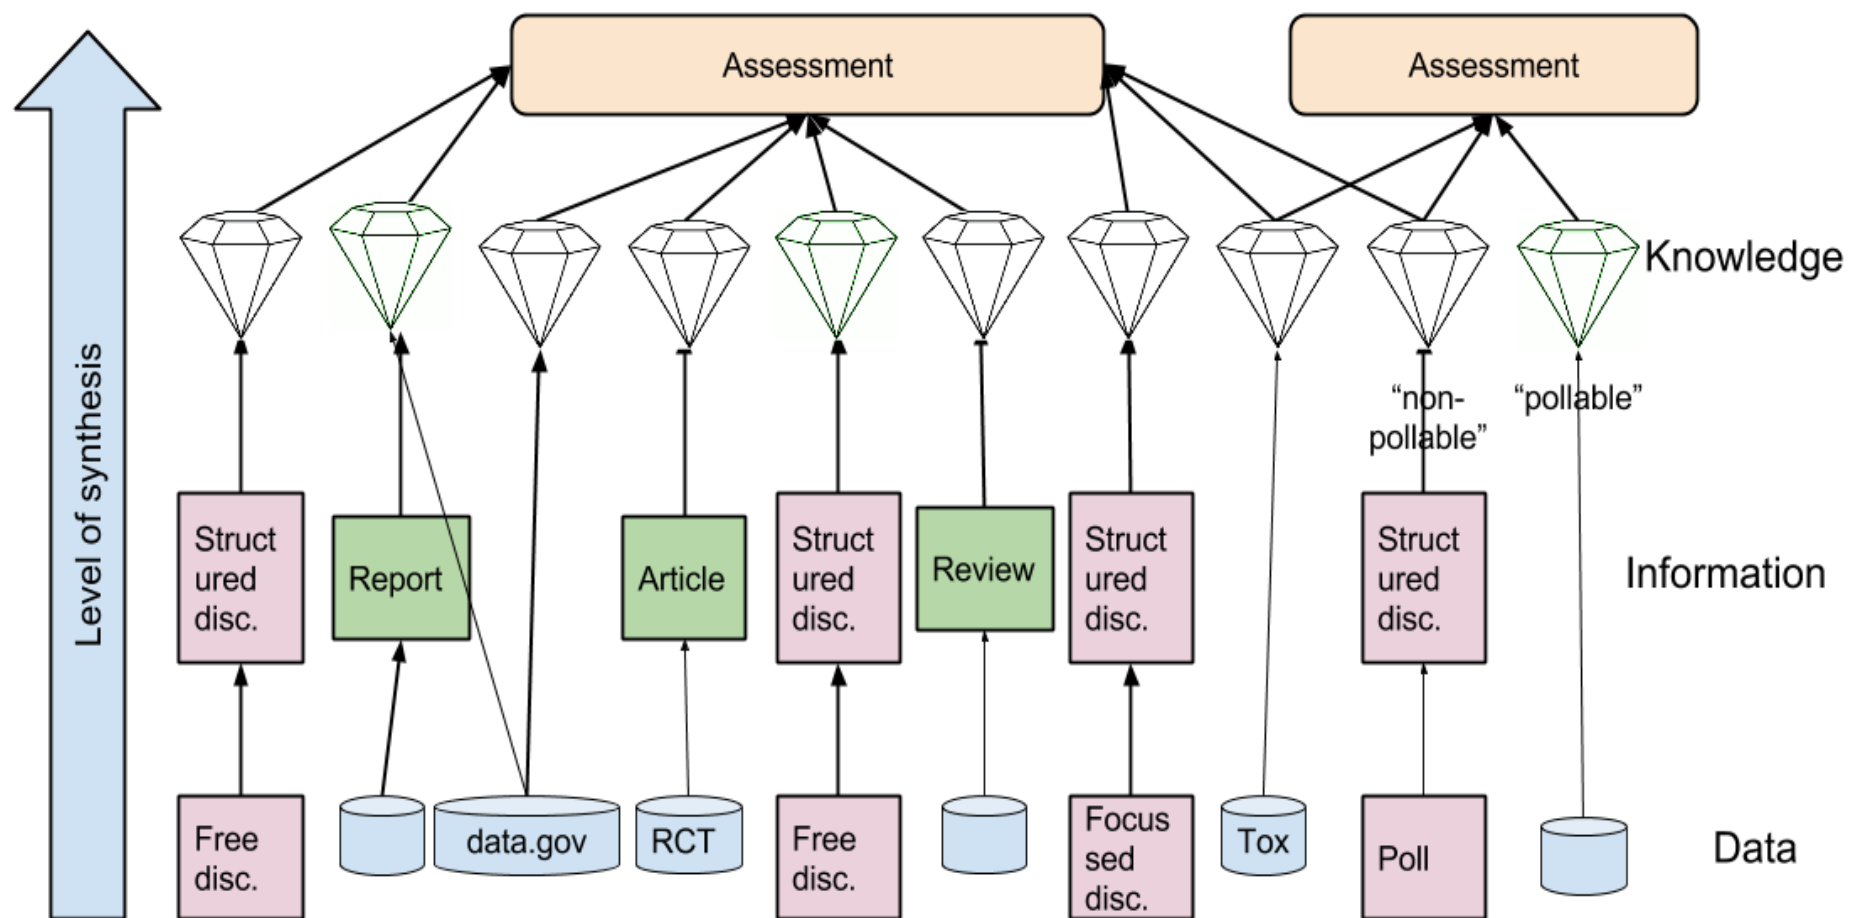 Assessment
Assessment
Level of synthesis
Knowledge
“non-
pollable”
“pollable”
Struct
ured
disc.
Report
Article
Struct
ured
disc.
Review
Struct
ured
disc.
Struct
ured
disc.
Information
Free
disc.
data.gov
RCT
Free
disc.
Focus
sed
disc.
Tox
Poll
Data